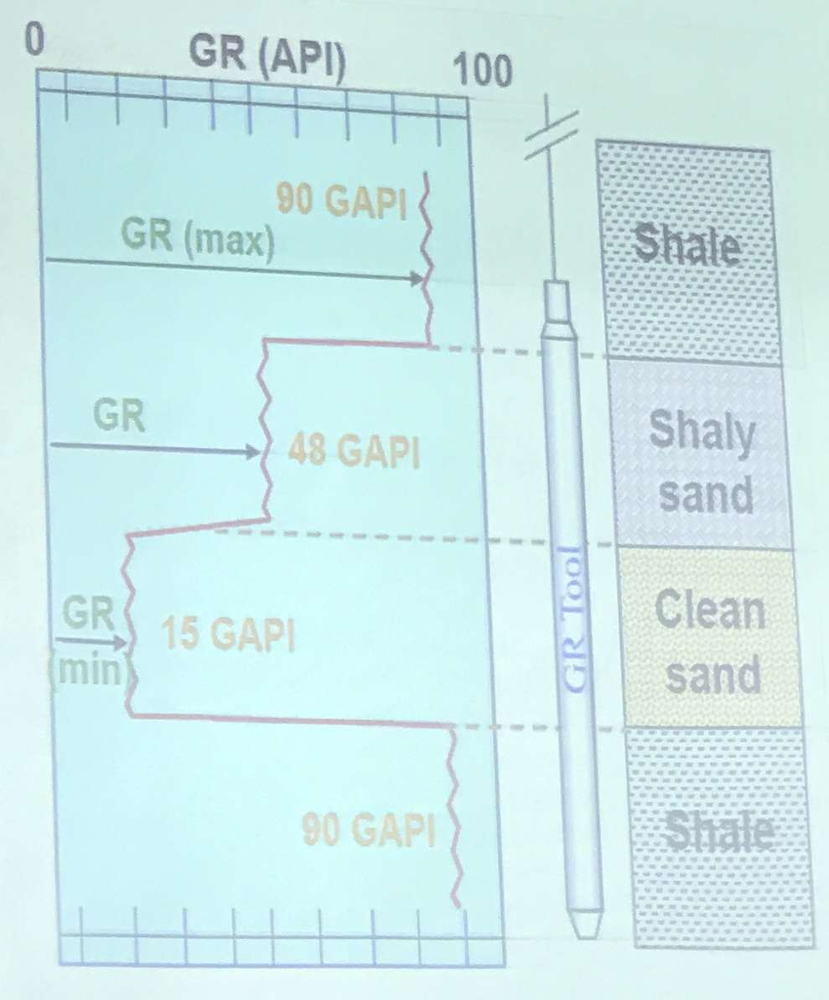 0
GR (API)
100
90 GAPI
GR (max)
Shale
GR
48 GAPI
Shaly
sand
GR
(min)
15 GAPI
GR Tool
Clean
sand
90 GAPI
Shale